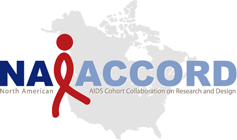 NA ACCORD
North American AIDS Cohort Collaboration on Research and Design